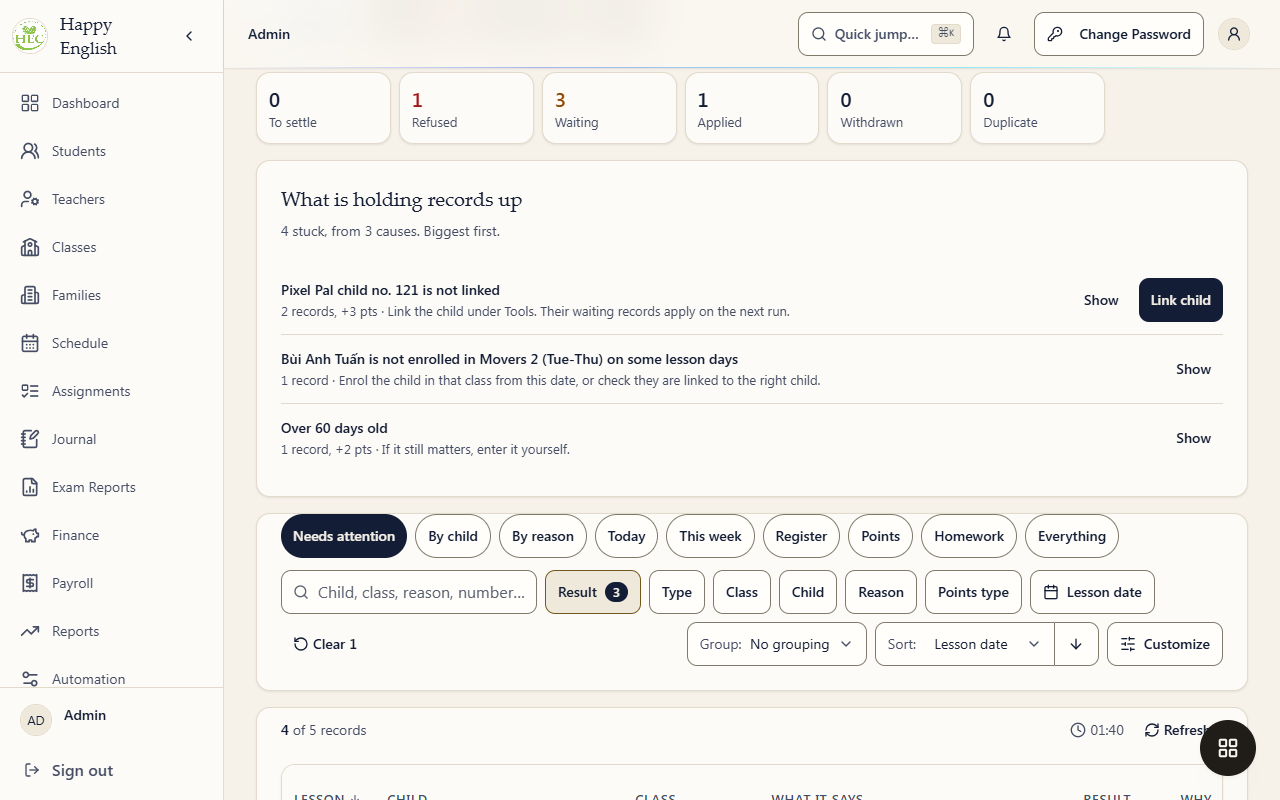 HEC
Happy
English
Admin
Quick jump...
⌘K
Change Password
Dashboard
Students
Teachers
Classes
Families
Schedule
Assignments
Journal
Exam Reports
Finance
Payroll
Reports
Automation
AD
Admin
Sign out
0
To settle
1
Refused
3
Waiting
1
Applied
0
Withdrawn
0
Duplicate
What is holding records up
4 stuck, from 3 causes. Biggest first.
Pixel Pal child no. 121 is not linked
2 records, +3 pts · Link the child under Tools. Their waiting records apply on the next run.
Show
Link child
Bùi Anh Tuấn is not enrolled in Movers 2 (Tue-Thu) on some lesson days
1 record · Enrol the child in that class from this date, or check they are linked to the right child.
Show
Over 60 days old
1 record, +2 pts · If it still matters, enter it yourself.
Show
Needs attention
By child
By reason
Today
This week
Register
Points
Homework
Everything
Child, class, reason, number...
Result 3
Type
Class
Child
Reason
Points type
Lesson date
Clear 1
Group: No grouping
Sort: Lesson date
Customize
4 of 5 records
01:40
Refresh
LESSON
CHILD
CLASS
WHAT IT SAYS
RESULT
WHY